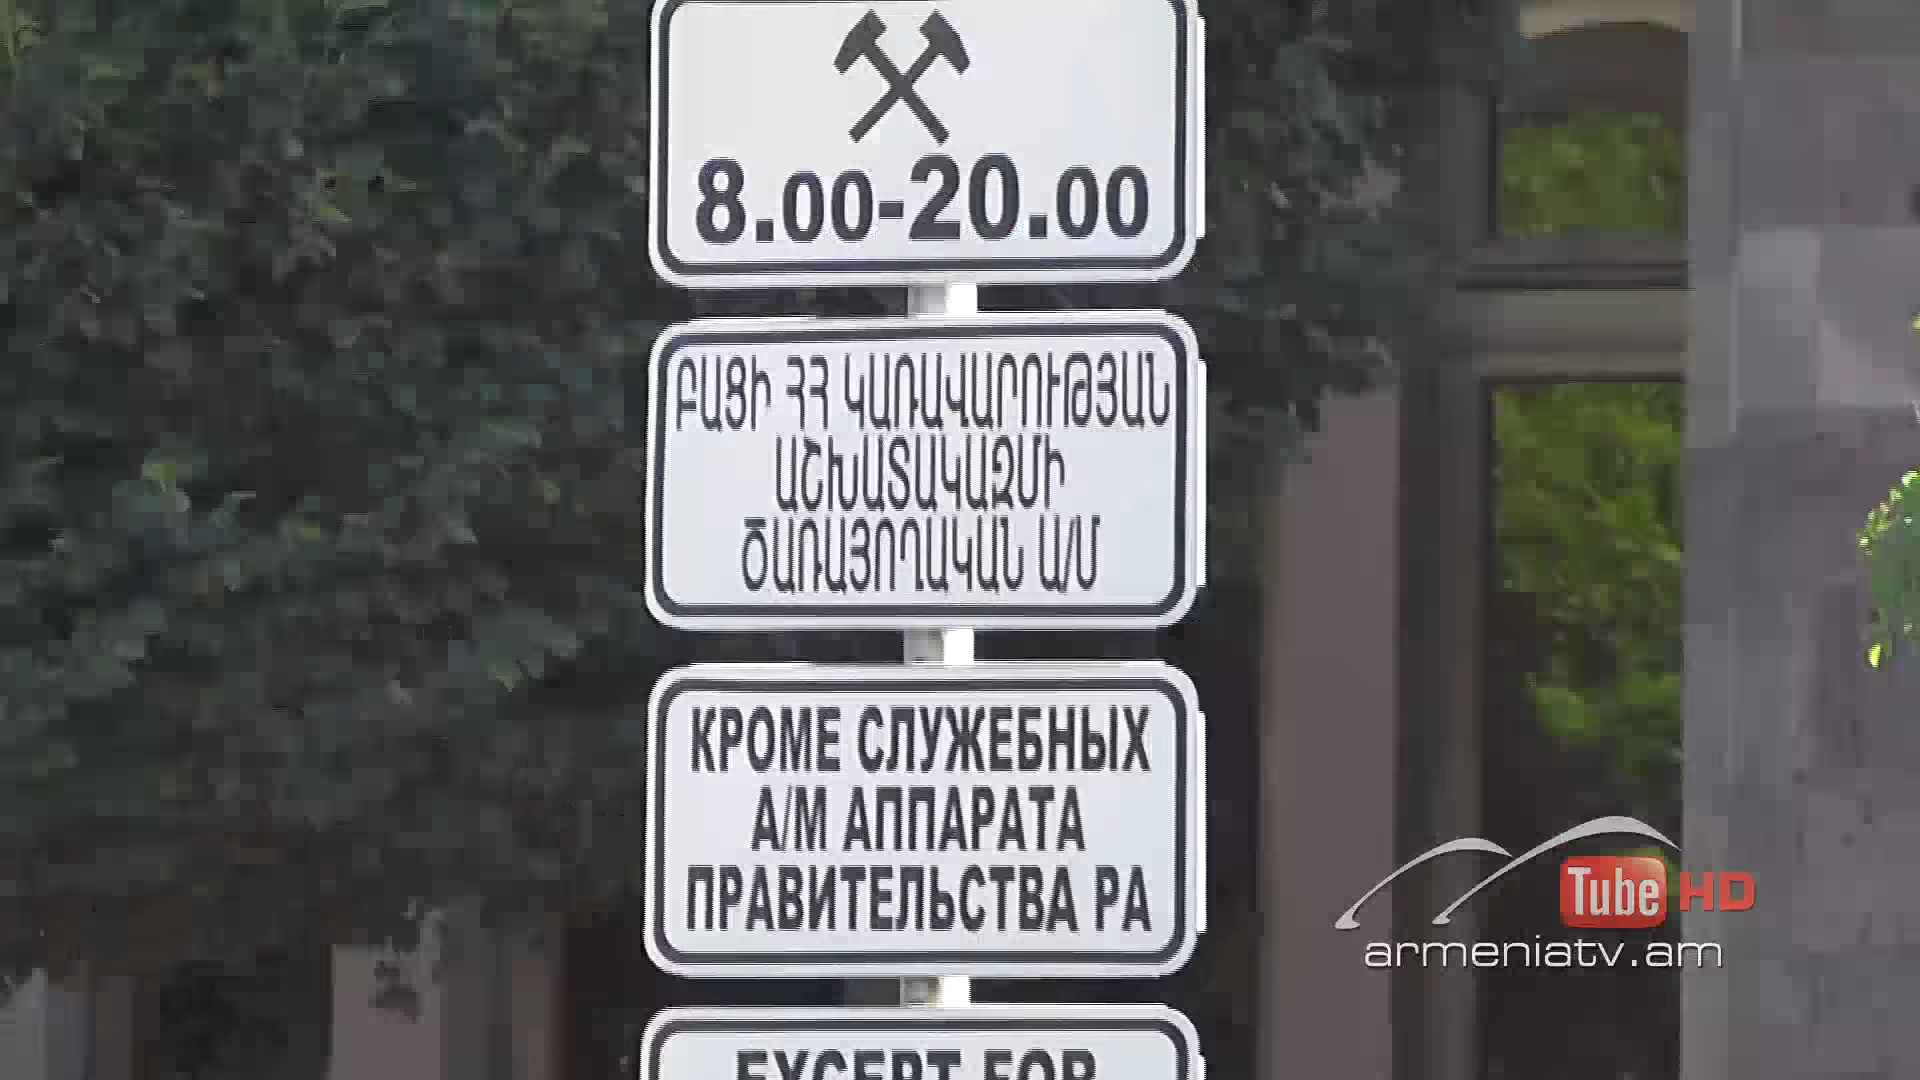 8.00-20.00
ԲԱՑԻ ՀՀ ԿԱՌԱՎԱՐՈՒԹՅԱՆ
ԱՇԽԱՏԱԿԱԶՄԻ
ԾԱՌԱՅՈՂԱԿԱՆ Ա/Մ
КРОМЕ СЛУЖЕБНЫХ
А/М АППАРАТА
ПРАВИТЕЛЬСТВА РА
EXCEPT FOR
Tube HD
armeniatv.am